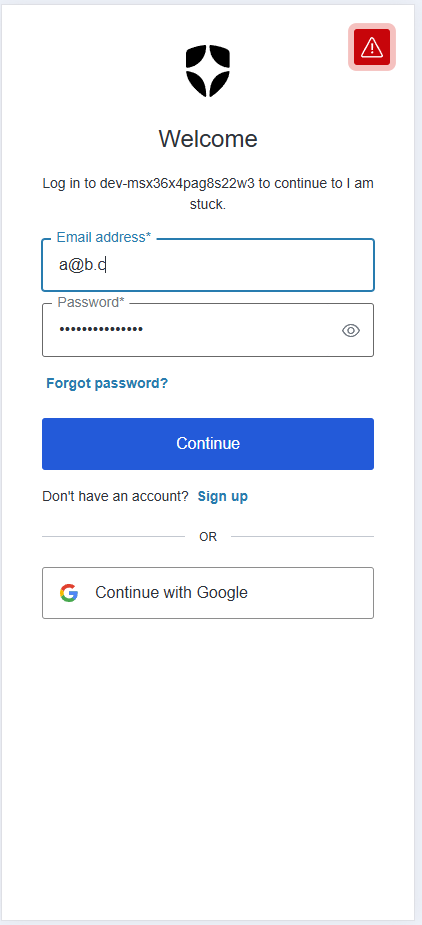 Welcome
Log in to dev-msx36x4pag8s22w3 to continue to I am
stuck.
Email address*
a@b.c
Password*
•••••••••••••••
Forgot password?
Continue
Don't have an account? Sign up
OR
Continue with Google